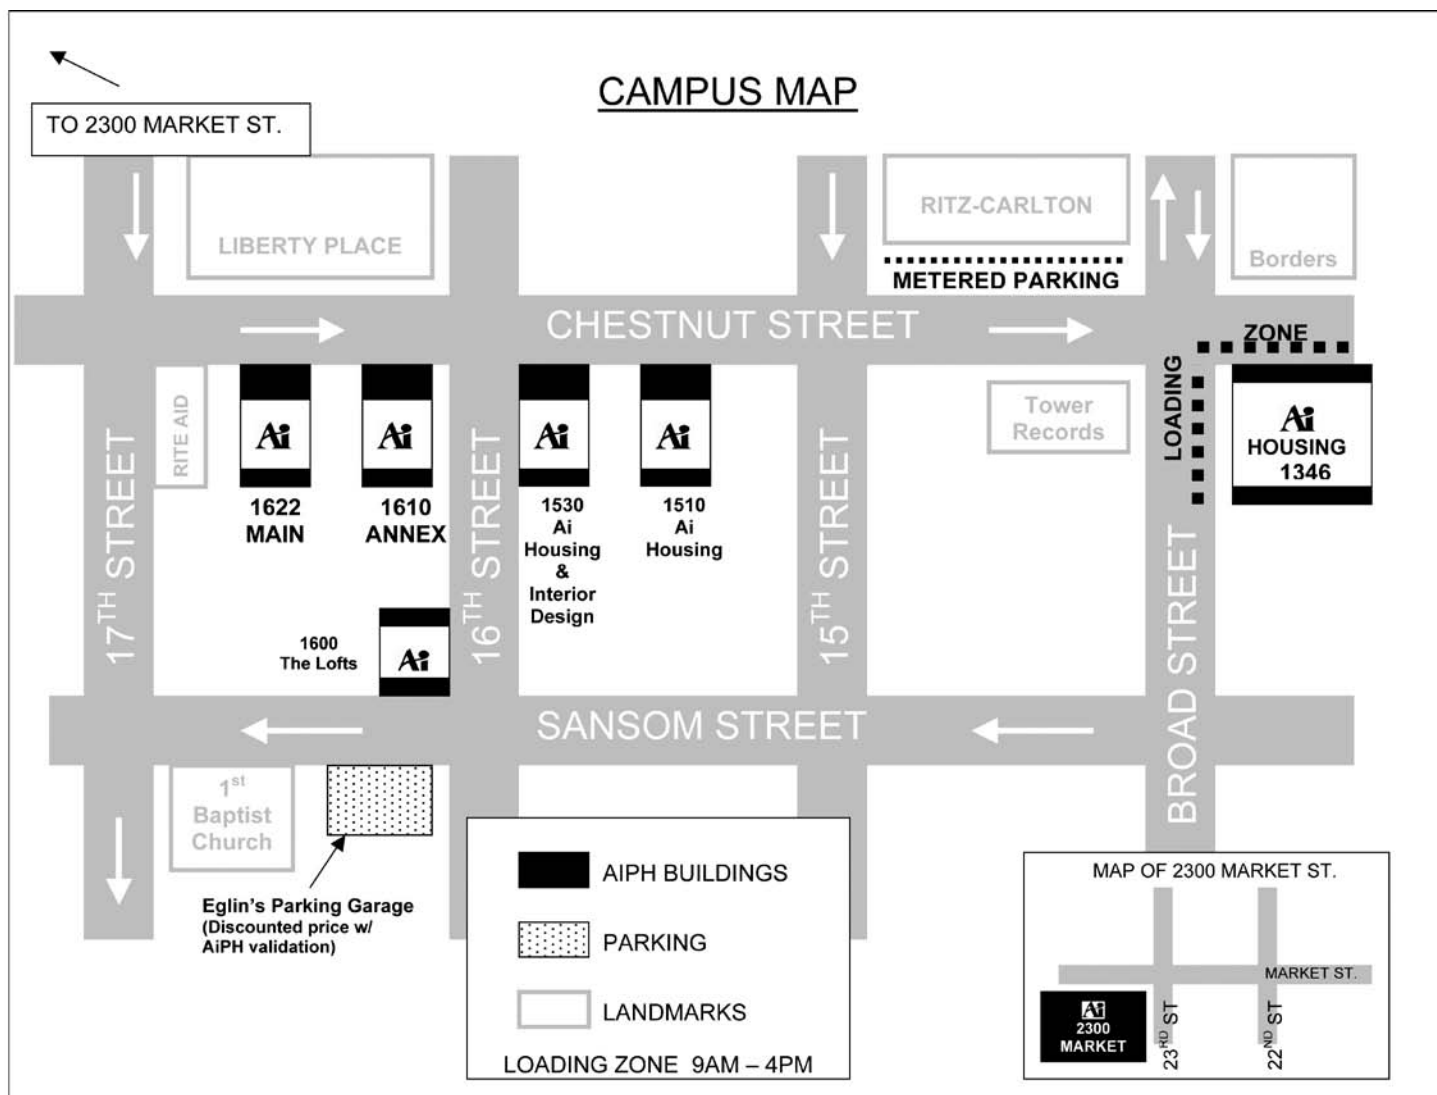 CAMPUS MAP
TO 2300 MARKET ST.
LIBERTY PLACE
RITZ-CARLTON
METERED PARKING
Borders
CHESTNUT STREET
ZONE
LOADING
RITE AID
Ai
Ai
Ai
Ai
Tower
Records
Ai
HOUSING
1346
1622
MAIN
1610
ANNEX
1530
Ai
Housing
&
Interior
Design
1510
Ai
Housing
17TH STREET
16TH STREET
15TH STREET
BROAD STREET
1600
The Lofts
Ai
SANSOM STREET
1st
Baptist
Church
Eglin's Parking Garage
(Discounted price w/
AiPH validation)
AIPH BUILDINGS
PARKING
LANDMARKS
LOADING ZONE 9AM – 4PM
MAP OF 2300 MARKET ST.
MARKET ST.
Ai
2300
MARKET
23RD ST
22ND ST